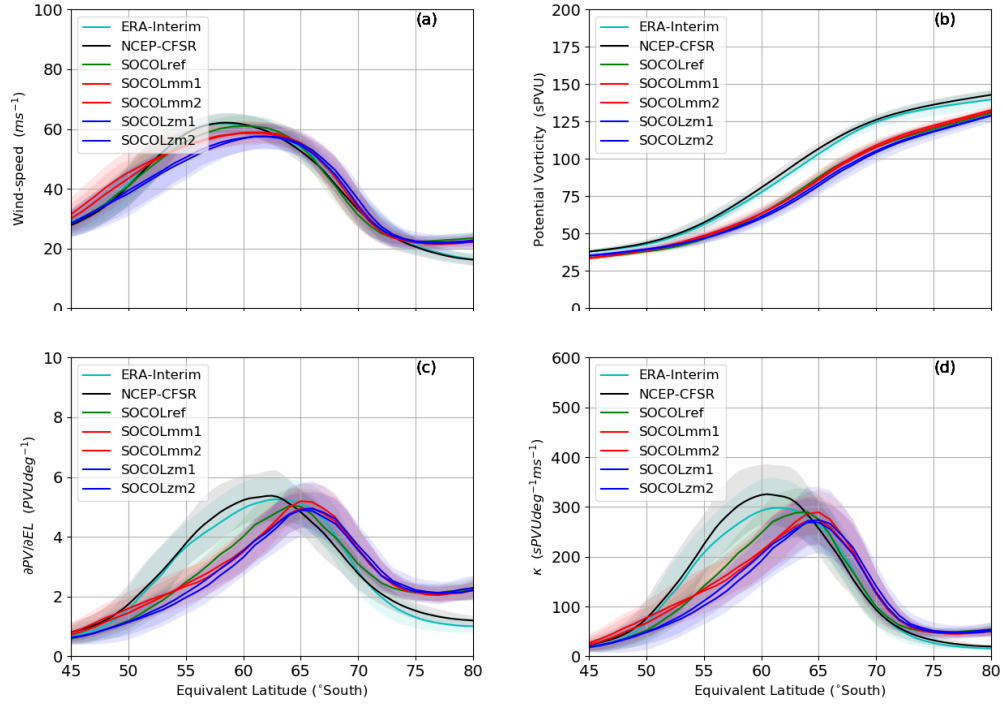 (a)
ERA-Interim
NCEP-CFSR
SOCOLref
SOCOLmm1
SOCOLmm2
SOCOLzm1
SOCOLzm2
Wind-speed (ms⁻¹)
100
80
60
40
20
0
(b)
ERA-Interim
NCEP-CFSR
SOCOLref
SOCOLmm1
SOCOLmm2
SOCOLzm1
SOCOLzm2
Potential Vorticity (sPVU)
200
175
150
125
100
75
50
25
0
(c)
ERA-Interim
NCEP-CFSR
SOCOLref
SOCOLmm1
SOCOLmm2
SOCOLzm1
SOCOLzm2
∂PV/∂EL (PVUdeg⁻¹)
10
8
6
4
2
0
45 50 55 60 65 70 75 80
Equivalent Latitude (°South)
(d)
ERA-Interim
NCEP-CFSR
SOCOLref
SOCOLmm1
SOCOLmm2
SOCOLzm1
SOCOLzm2
κ (sPVUdeg⁻¹ms⁻¹)
600
500
400
300
200
100
0
45 50 55 60 65 70 75 80
Equivalent Latitude (°South)